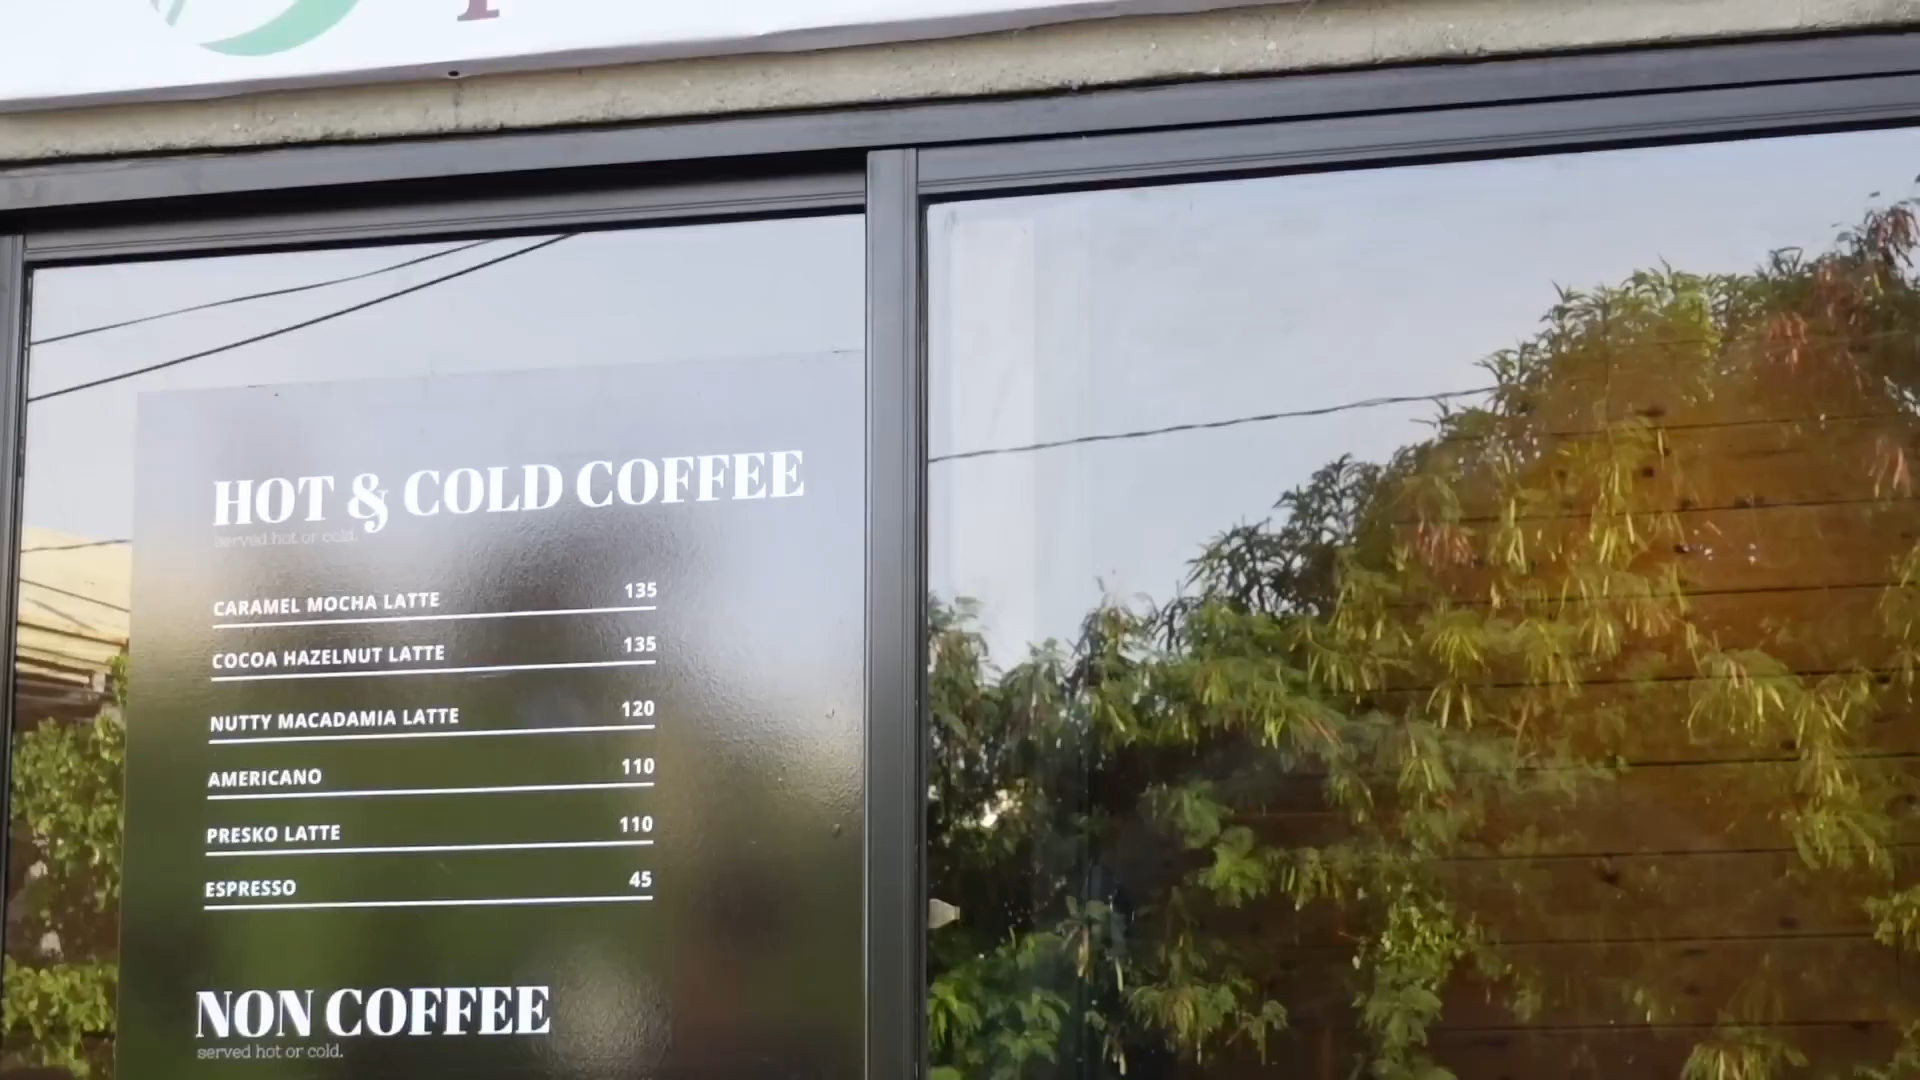 HOT & COLD COFFEE
served hot or cold.
CARAMEL MOCHA LATTE 135
COCOA HAZELNUT LATTE 135
NUTTY MACADAMIA LATTE 120
AMERICANO 110
PRESKO LATTE 110
ESPRESSO 45
NON COFFEE
served hot or cold.